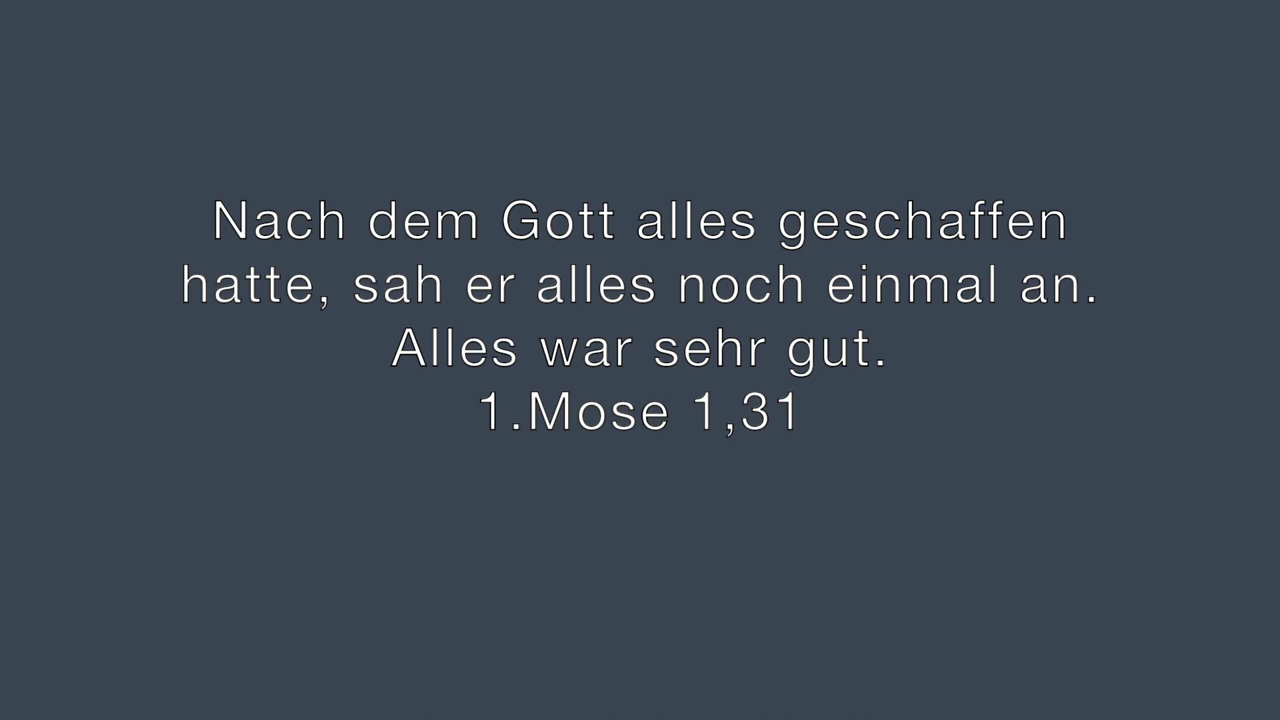 Nach dem Gott alles geschaffen
hatte, sah er alles noch einmal an.
Alles war sehr gut.
1.Mose 1,31